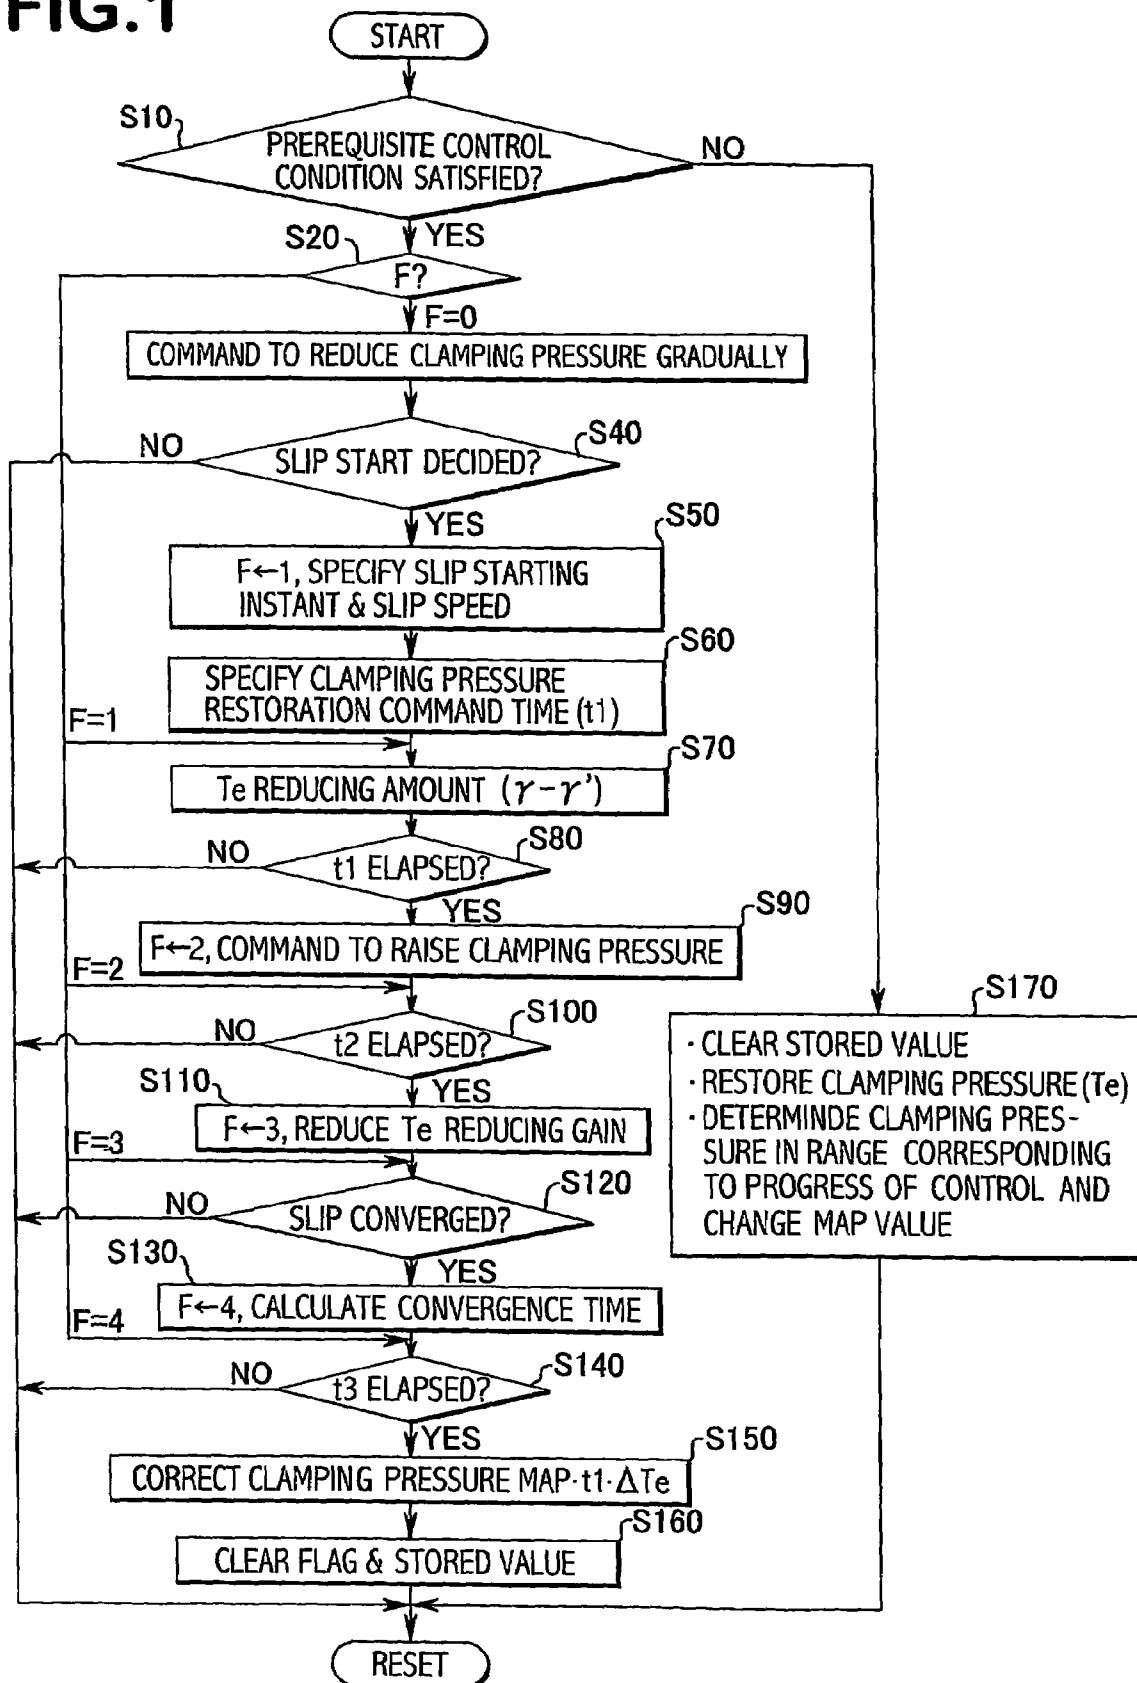 FIG.1
START
S10
PREREQUISITE CONTROL
CONDITION SATISFIED?
NO
YES
S20
F?
F=0
COMMAND TO REDUCE CLAMPING PRESSURE GRADUALLY
NO
S40
SLIP START DECIDED?
YES
S50
F←1, SPECIFY SLIP STARTING
INSTANT & SLIP SPEED
S60
SPECIFY CLAMPING PRESSURE
RESTORATION COMMAND TIME (t1)
F=1
S70
Te REDUCING AMOUNT (γ-γ')
S80
NO
t1 ELAPSED?
YES
S90
F←2, COMMAND TO RAISE CLAMPING PRESSURE
F=2
S100
NO
t2 ELAPSED?
YES
S110
F←3, REDUCE Te REDUCING GAIN
F=3
S120
NO
SLIP CONVERGED?
YES
S130
F←4, CALCULATE CONVERGENCE TIME
F=4
S140
NO
t3 ELAPSED?
YES
S150
CORRECT CLAMPING PRESSURE MAP·t1·ΔTe
S160
CLEAR FLAG & STORED VALUE
RESET
S170
· CLEAR STORED VALUE
· RESTORE CLAMPING PRESSURE (Te)
· DETERMINDE CLAMPING PRES-
SURE IN RANGE CORRESPONDING
TO PROGRESS OF CONTROL AND
CHANGE MAP VALUE